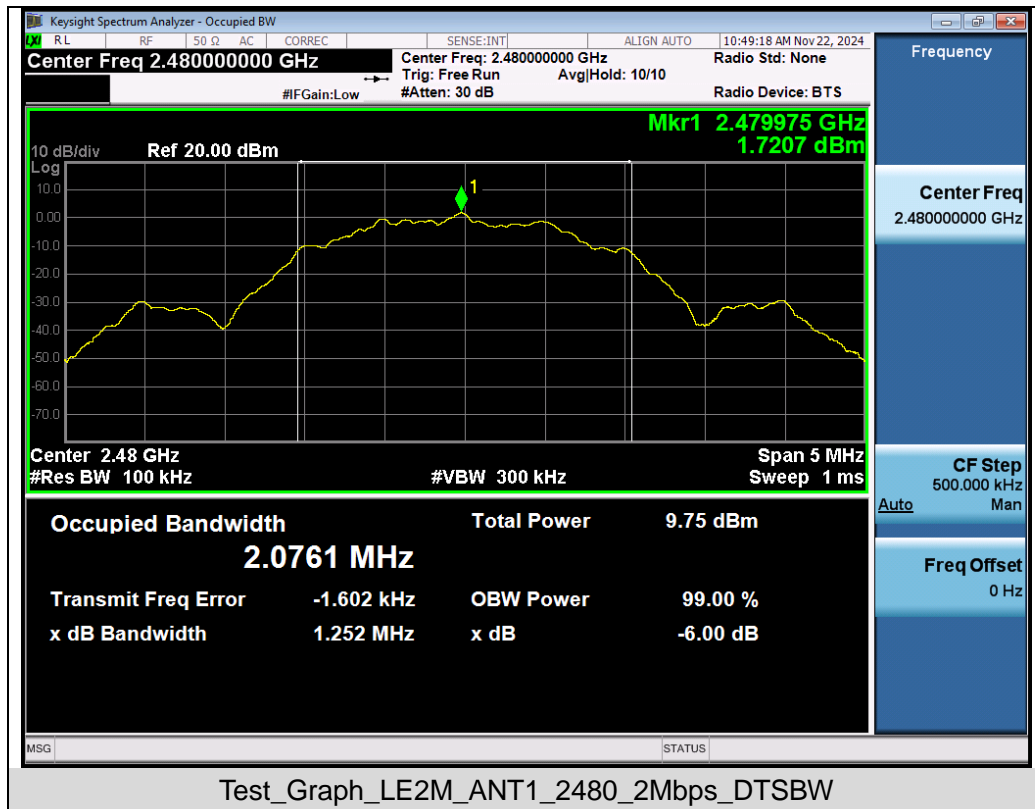 Keysight Spectrum Analyzer - Occupied BW
LXI RL RF 50 Ω AC CORREC SENSE:INT ALIGN AUTO 10:49:18 AM Nov 22, 2024
Center Freq 2.480000000 GHz
Center Freq: 2.480000000 GHz Radio Std: None
Trig: Free Run Avg|Hold: 10/10
#IFGain:Low #Atten: 30 dB Radio Device: BTS
Mkr1 2.479975 GHz
1.7207 dBm
10 dB/div Ref 20.00 dBm
Log
10.0
0.00
-10.0
-20.0
-30.0
-40.0
-50.0
-60.0
-70.0
1
Center 2.48 GHz Span 5 MHz
#Res BW 100 kHz #VBW 300 kHz Sweep 1 ms
Occupied Bandwidth Total Power 9.75 dBm
2.0761 MHz
Transmit Freq Error -1.602 kHz OBW Power 99.00 %
x dB Bandwidth 1.252 MHz x dB -6.00 dB
Frequency
Center Freq
2.480000000 GHz
CF Step
500.000 kHz
Auto Man
Freq Offset
0 Hz
MSG STATUS
Test_Graph_LE2M_ANT1_2480_2Mbps_DTSBW